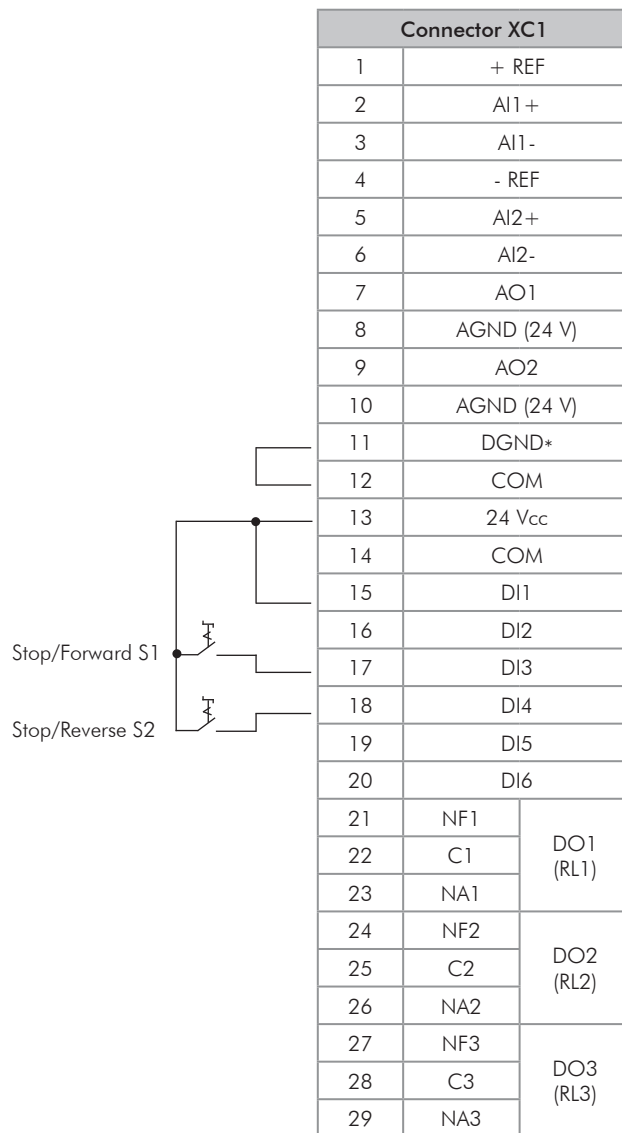 Connector XC1
1 + REF
2 AI1+
3 AI1-
4 - REF
5 AI2+
6 AI2-
7 AO1
8 AGND (24 V)
9 AO2
10 AGND (24 V)
11 DGND*
12 COM
13 24 Vcc
14 COM
15 DI1
16 DI2
Stop/Forward S1
17 DI3
18 DI4
Stop/Reverse S2
19 DI5
20 DI6
21 NF1
22 C1
23 NA1
DO1
(RL1)
24 NF2
25 C2
26 NA2
DO2
(RL2)
27 NF3
28 C3
29 NA3
DO3
(RL3)